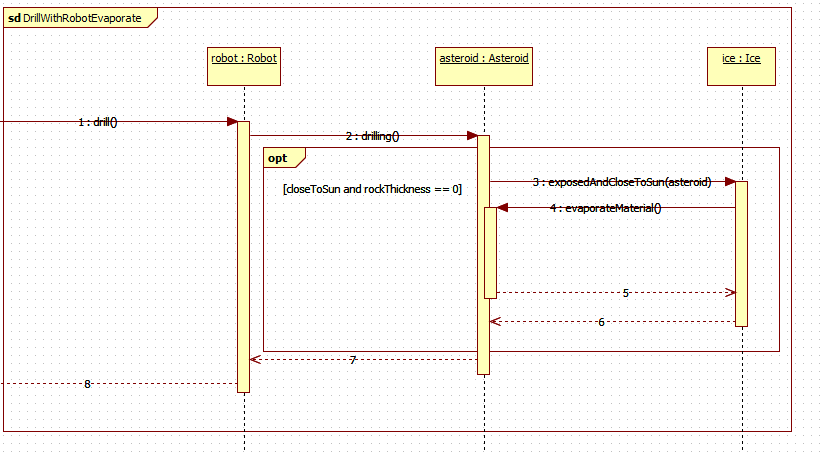 sd DrillWithRobotEvaporate
robot : Robot
asteroid : Asteroid
ice : Ice
1 : drill()
2 : drilling()
opt
[closeToSun and rockThickness == 0]
3 : exposedAndCloseToSun(asteroid)
4 : evaporateMaterial()
5
6
7
8